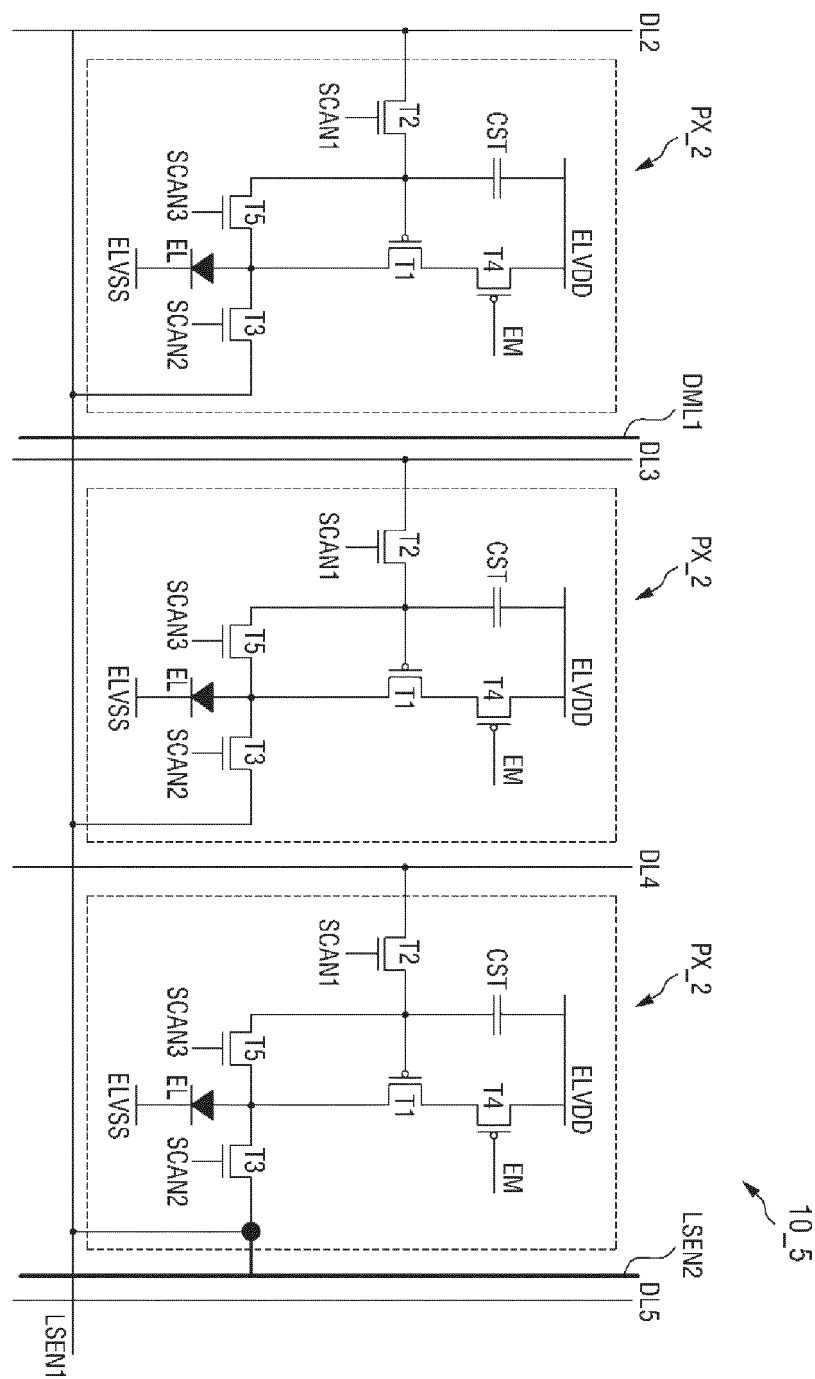 10_5
PX_2
PX_2
PX_2
DL2
DML1
DL3
DL4
LSEN2
DL5
ELVDD
CST
T4
EM
T1
T2
SCAN1
SCAN3
T5
T3
EL
SCAN2
ELVSS
ELVDD
CST
T4
EM
T1
T2
SCAN1
SCAN3
T5
T3
EL
SCAN2
ELVSS
ELVDD
CST
T4
EM
T1
T2
SCAN1
SCAN3
T5
T3
EL
SCAN2
ELVSS
LSEN1